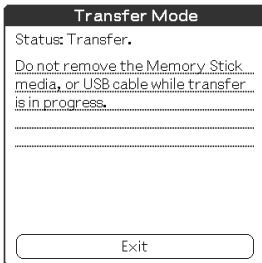 Transfer Mode
Status: Transfer.
Do not remove the Memory Stick
media, or USB cable while transfer
is in progress.
Exit